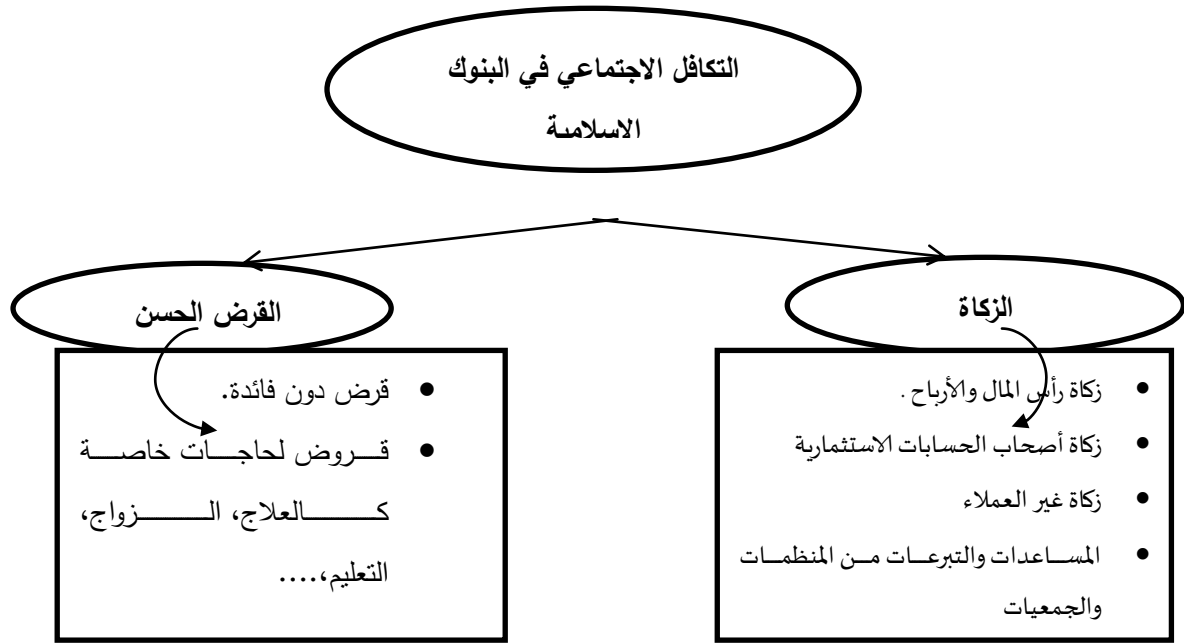 التكافل الاجتماعي في البنوك
الاسلامية
الزكاة
زكاة رأس المال والأرباح .
زكاة أصحاب الحسابات الاستثمارية
زكاة غير العملاء
المساعدات والتبرعات من المنظمات
والجمعيات
القرض الحسن
قرض دون فائدة.
قروض لحاجات خاصة
كالعلاج، الزواج،
التعليم،....